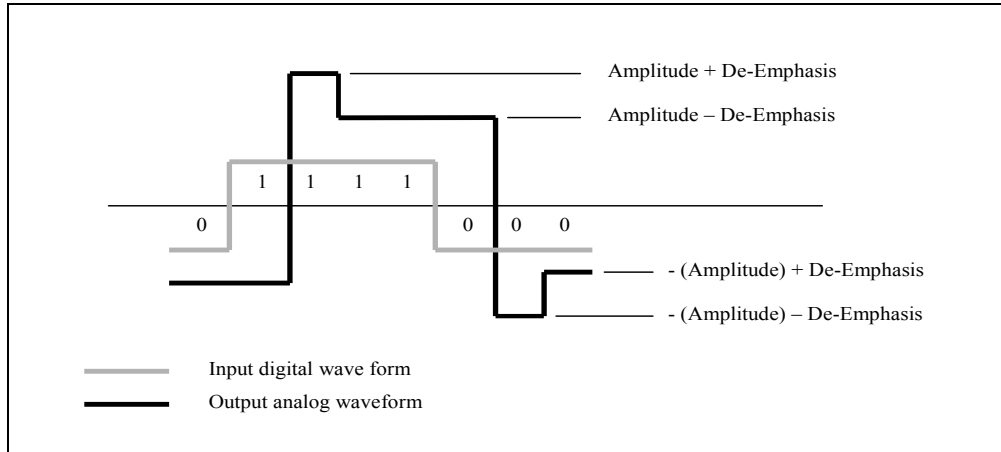 Amplitude + De-Emphasis
Amplitude – De-Emphasis
1 1 1 1
0 0 0 0
- (Amplitude) + De-Emphasis
- (Amplitude) – De-Emphasis
Input digital wave form
Output analog waveform